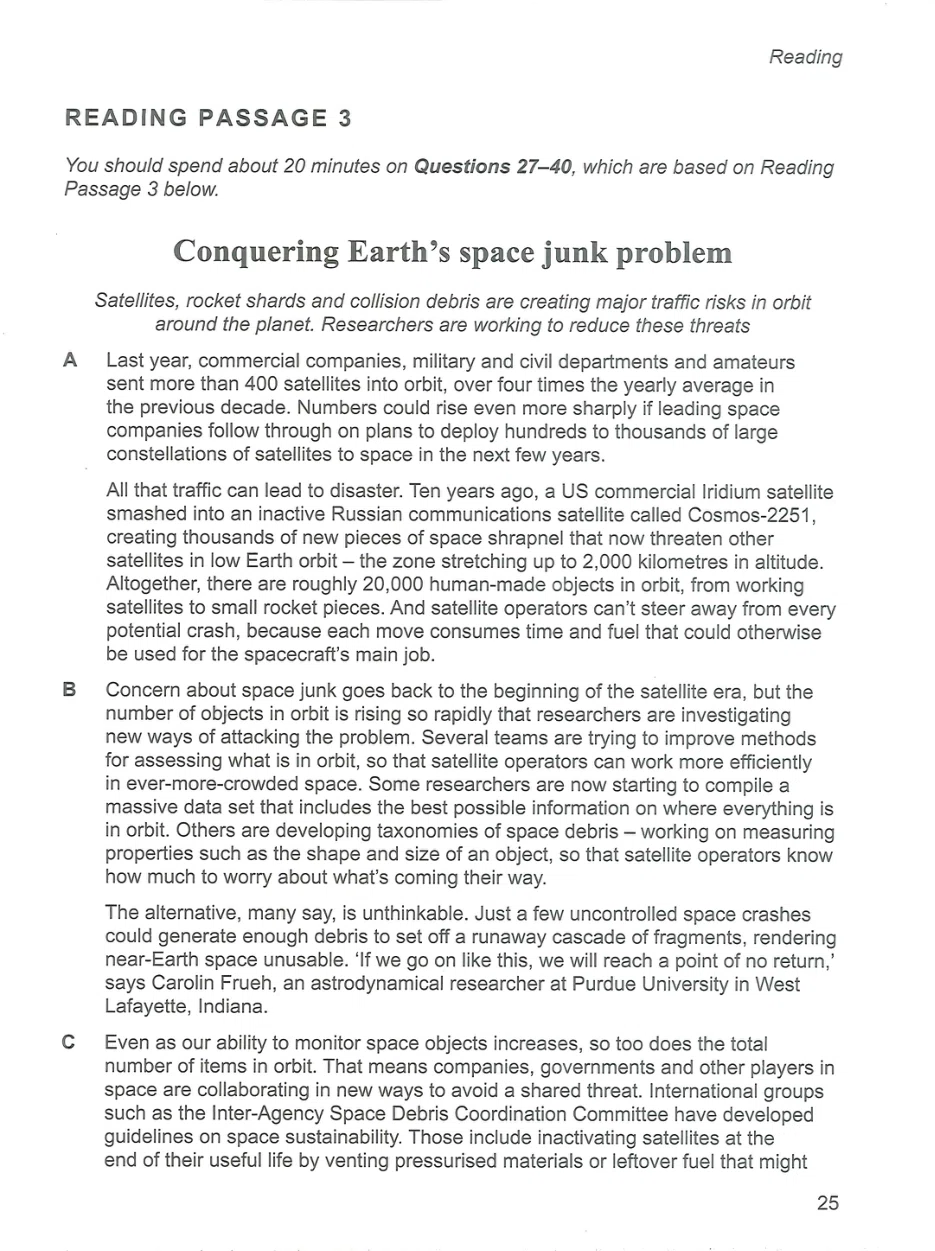 Reading
READING PASSAGE 3
You should spend about 20 minutes on Questions 27–40, which are based on Reading
Passage 3 below.
Conquering Earth's space junk problem
Satellites, rocket shards and collision debris are creating major traffic risks in orbit
around the planet. Researchers are working to reduce these threats
A Last year, commercial companies, military and civil departments and amateurs
sent more than 400 satellites into orbit, over four times the yearly average in
the previous decade. Numbers could rise even more sharply if leading space
companies follow through on plans to deploy hundreds to thousands of large
constellations of satellites to space in the next few years.
All that traffic can lead to disaster. Ten years ago, a US commercial Iridium satellite
smashed into an inactive Russian communications satellite called Cosmos-2251,
creating thousands of new pieces of space shrapnel that now threaten other
satellites in low Earth orbit – the zone stretching up to 2,000 kilometres in altitude.
Altogether, there are roughly 20,000 human-made objects in orbit, from working
satellites to small rocket pieces. And satellite operators can't steer away from every
potential crash, because each move consumes time and fuel that could otherwise
be used for the spacecraft's main job.
B Concern about space junk goes back to the beginning of the satellite era, but the
number of objects in orbit is rising so rapidly that researchers are investigating
new ways of attacking the problem. Several teams are trying to improve methods
for assessing what is in orbit, so that satellite operators can work more efficiently
in ever-more-crowded space. Some researchers are now starting to compile a
massive data set that includes the best possible information on where everything is
in orbit. Others are developing taxonomies of space debris – working on measuring
properties such as the shape and size of an object, so that satellite operators know
how much to worry about what's coming their way.
The alternative, many say, is unthinkable. Just a few uncontrolled space crashes
could generate enough debris to set off a runaway cascade of fragments, rendering
near-Earth space unusable. 'If we go on like this, we will reach a point of no return,'
says Carolin Frueh, an astrodynamical researcher at Purdue University in West
Lafayette, Indiana.
C Even as our ability to monitor space objects increases, so too does the total
number of items in orbit. That means companies, governments and other players in
space are collaborating in new ways to avoid a shared threat. International groups
such as the Inter-Agency Space Debris Coordination Committee have developed
guidelines on space sustainability. Those include inactivating satellites at the
end of their useful life by venting pressurised materials or leftover fuel that might
25